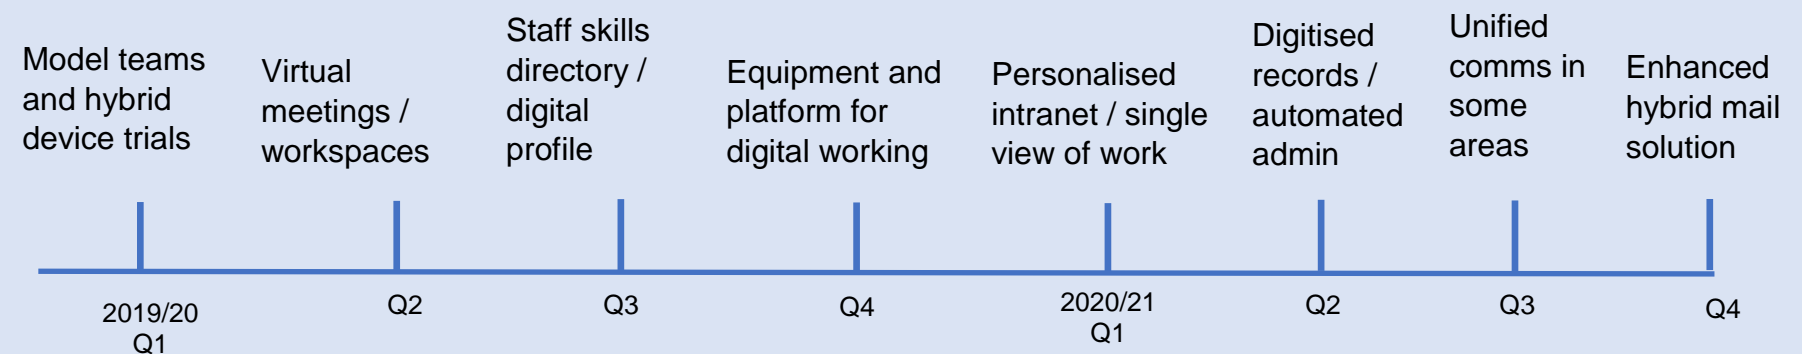 Model teams
and hybrid
device trials
Virtual
meetings /
workspaces
Staff skills
directory /
digital
profile
Equipment and
platform for
digital working
Personalised
intranet / single
view of work
Digitised
records /
automated
admin
Unified
comms in
some
areas
Enhanced
hybrid mail
solution
2019/20
Q1
Q2
Q3
Q4
2020/21
Q1
Q2
Q3
Q4